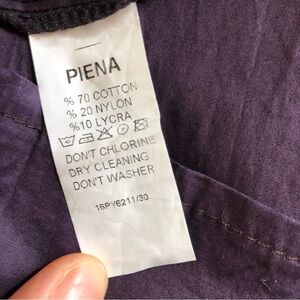 PIENA
% 70 COTTON
% 20 NYLON
%10 LYCRA
DON'T CHLORINE
DRY CLEANING
DON'T WASHER
16PY6211/30